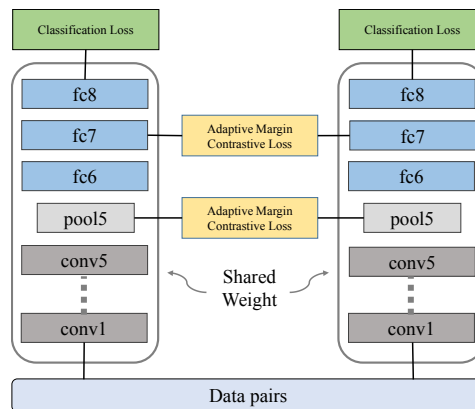 Classification Loss
Classification Loss
fc8
fc8
fc7
Adaptive Margin
Contrastive Loss
fc7
fc6
fc6
pool5
Adaptive Margin
Contrastive Loss
pool5
conv5
Shared
Weight
conv5
conv1
conv1
Data pairs